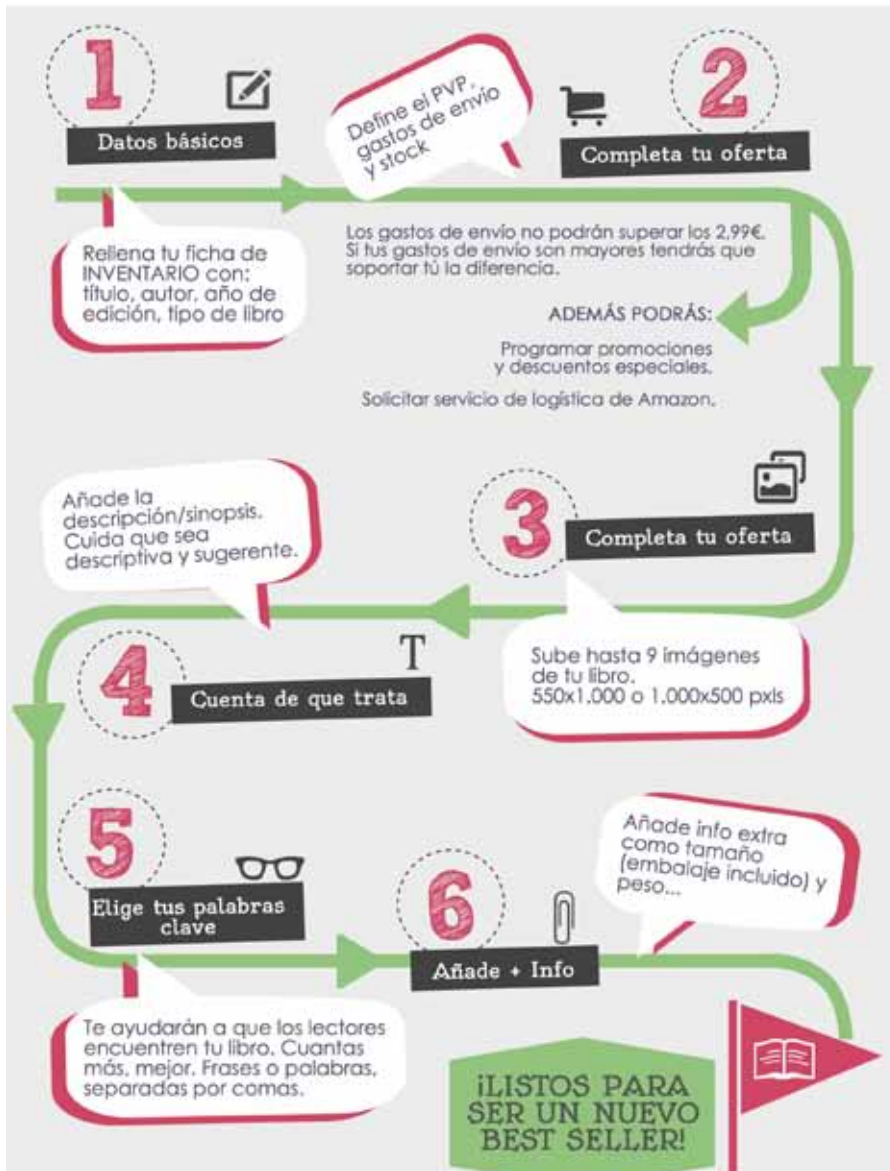 1
Datos básicos
Rellena tu ficha de
INVENTARIO con:
título, autor, año de
edición, tipo de libro
2
Completa tu oferta
Define el PVP,
gastos de envío
y stock
Los gastos de envío no podrán superar los 2,99€.
Si tus gastos de envío son mayores tendrás que
soportar tú la diferencia.
ADEMÁS PODRÁS:
Programar promociones
y descuentos especiales.
Solicitar servicio de logística de Amazon.
3
Completa tu oferta
Sube hasta 9 imágenes
de tu libro.
550x1.000 o 1.000x500 pxls
Añade la
descripción/sinopsis.
Cuida que sea
descriptiva y sugerente.
4
T
Cuenta de que trata
5
Elige tus palabras
clave
Te ayudarán a que los lectores
encuentren tu libro. Cuantas
más, mejor. Frases o palabras,
separadas por comas.
6
Añade + Info
Añade info extra
como tamaño
(embalaje incluido) y
peso...
¡LISTOS PARA
SER UN NUEVO
BEST SELLER!